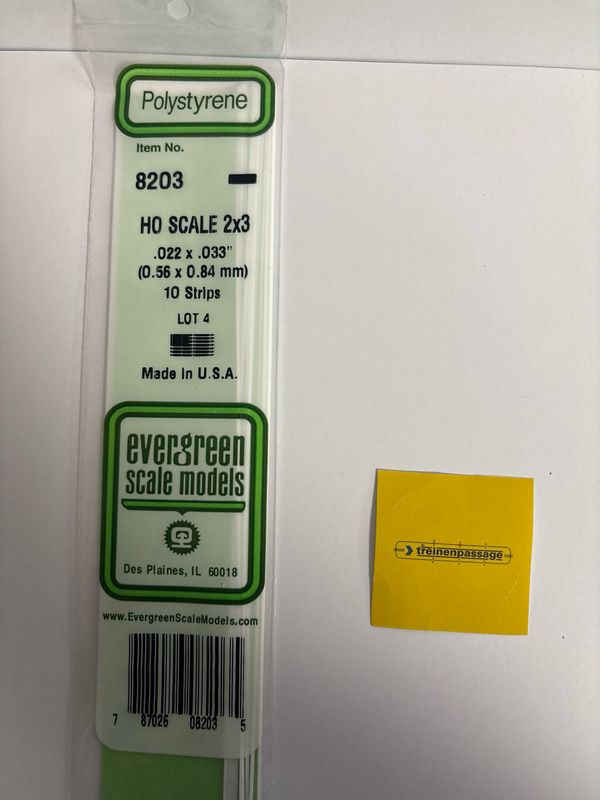 Polystyrene
Item No.
8203
HO SCALE 2x3
.022 x .033"
(0.56 x 0.84 mm)
10 Strips
LOT 4
Made in U.S.A.
evergreen
scale models
Des Plaines, IL 60018
www.EvergreenScaleModels.com
7 87026 08203 5
de
treinenpassage